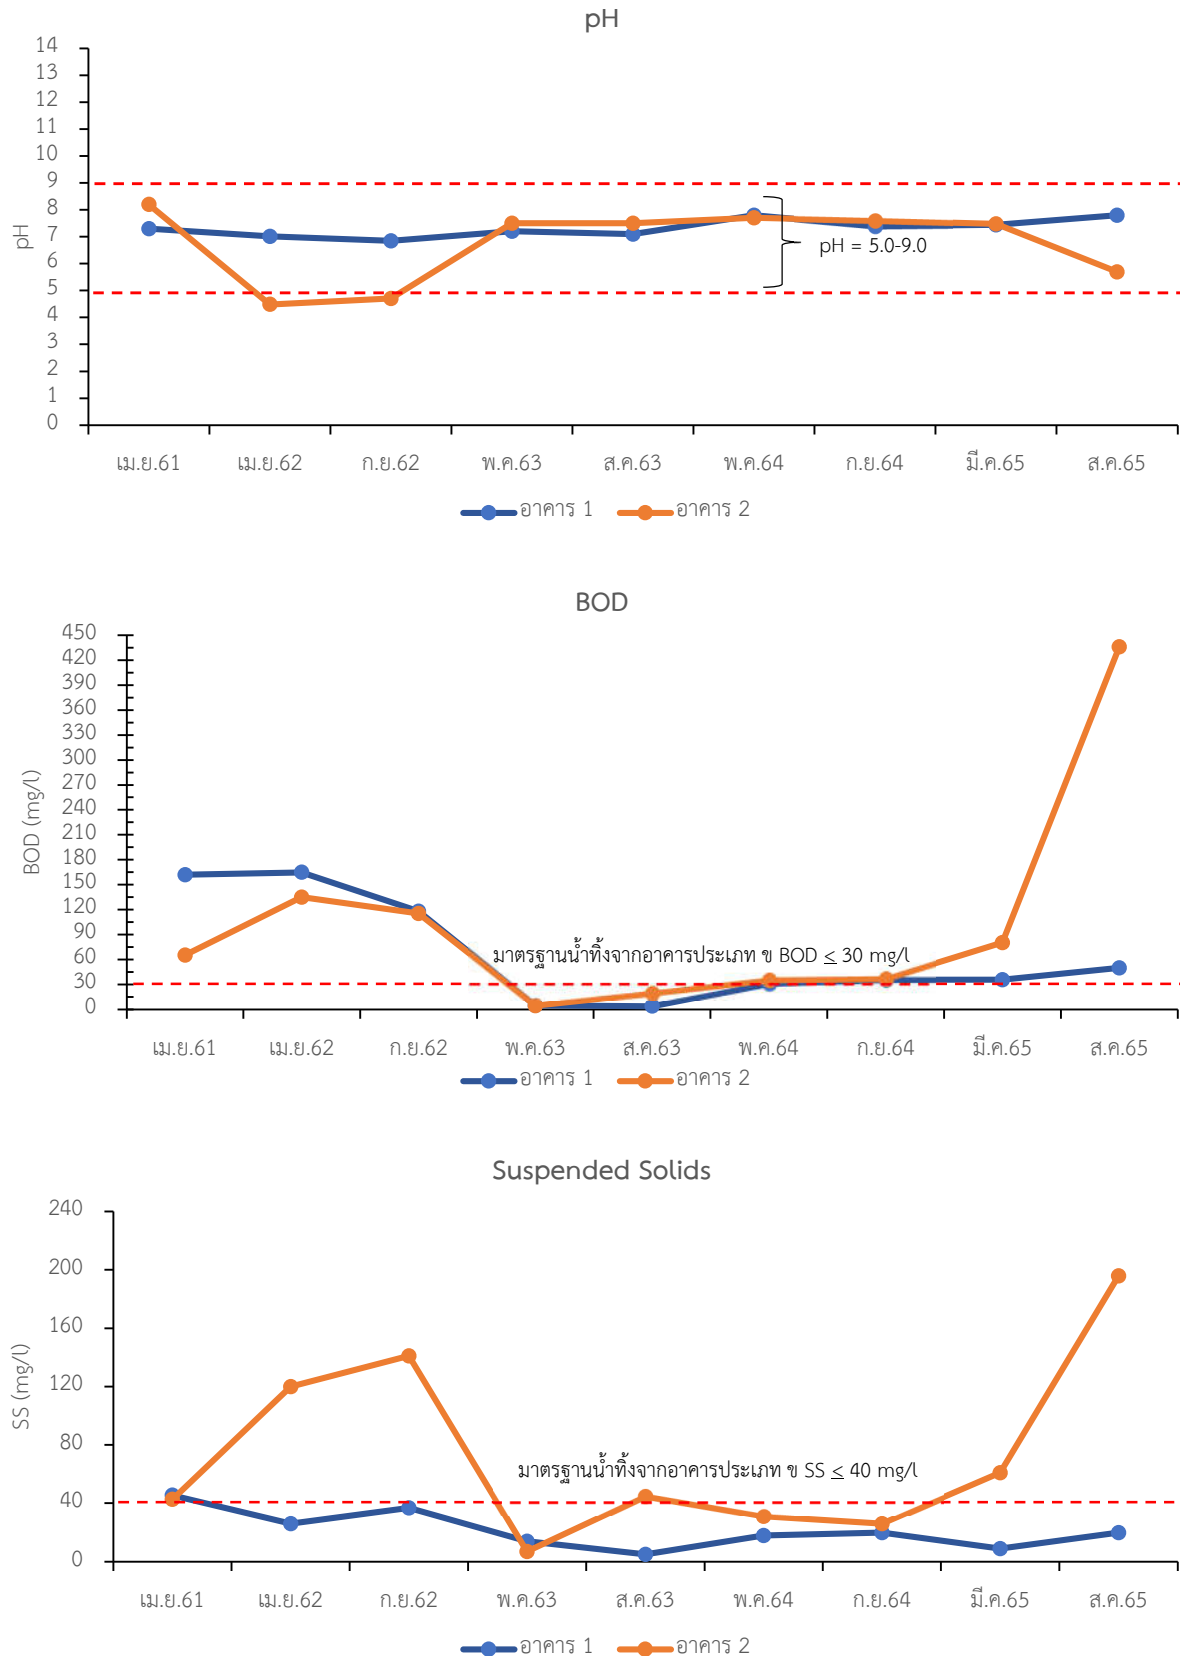 pH
14
13
12
11
10
9
8
7
6
5
4
3
2
1
0
pH
pH = 5.0-9.0
เม.ย.61 เม.ย.62 ก.ย.62 พ.ค.63 ส.ค.63 พ.ค.64 ก.ย.64 มี.ค.65 ส.ค.65
อาคาร 1 อาคาร 2
BOD
450
420
390
360
330
300
270
240
210
180
150
120
90
60
30
0
BOD (mg/l)
มาตรฐานน้ำทิ้งจากอาคารประเภท ข BOD ≤ 30 mg/l
เม.ย.61 เม.ย.62 ก.ย.62 พ.ค.63 ส.ค.63 พ.ค.64 ก.ย.64 มี.ค.65 ส.ค.65
อาคาร 1 อาคาร 2
Suspended Solids
240
200
160
120
80
40
0
SS (mg/l)
มาตรฐานน้ำทิ้งจากอาคารประเภท ข SS ≤ 40 mg/l
เม.ย.61 เม.ย.62 ก.ย.62 พ.ค.63 ส.ค.63 พ.ค.64 ก.ย.64 มี.ค.65 ส.ค.65
อาคาร 1 อาคาร 2